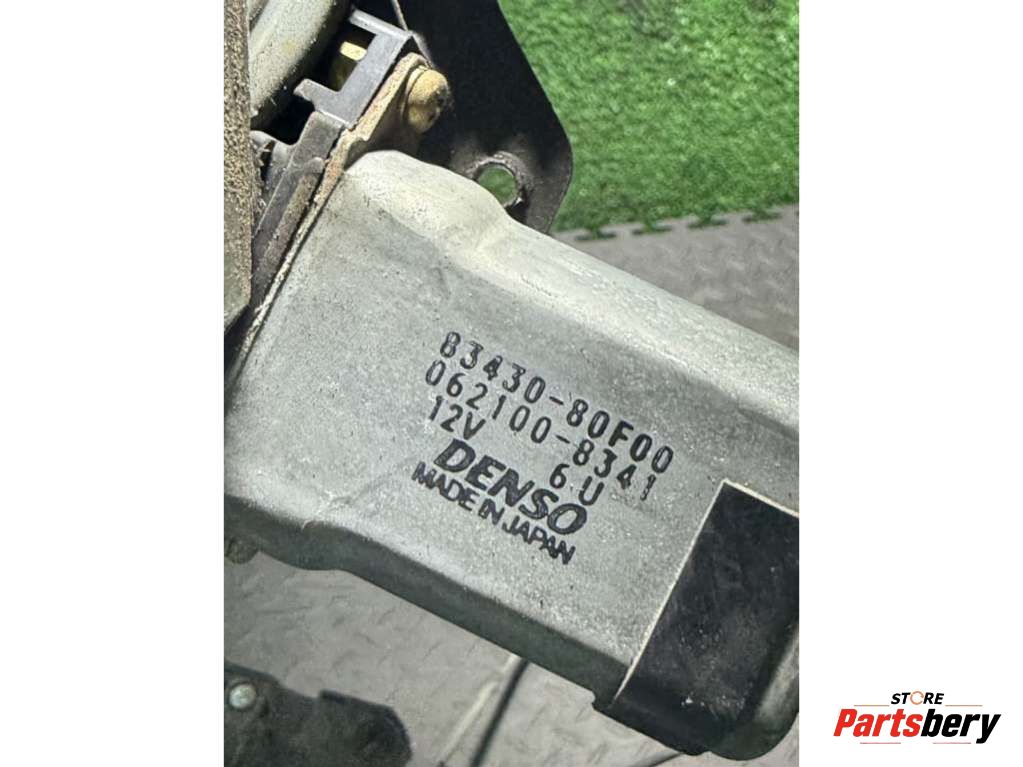 83430-80F00
062100-8341
12V 6U
DENSO
MADE IN JAPAN
STORE
Partsbery